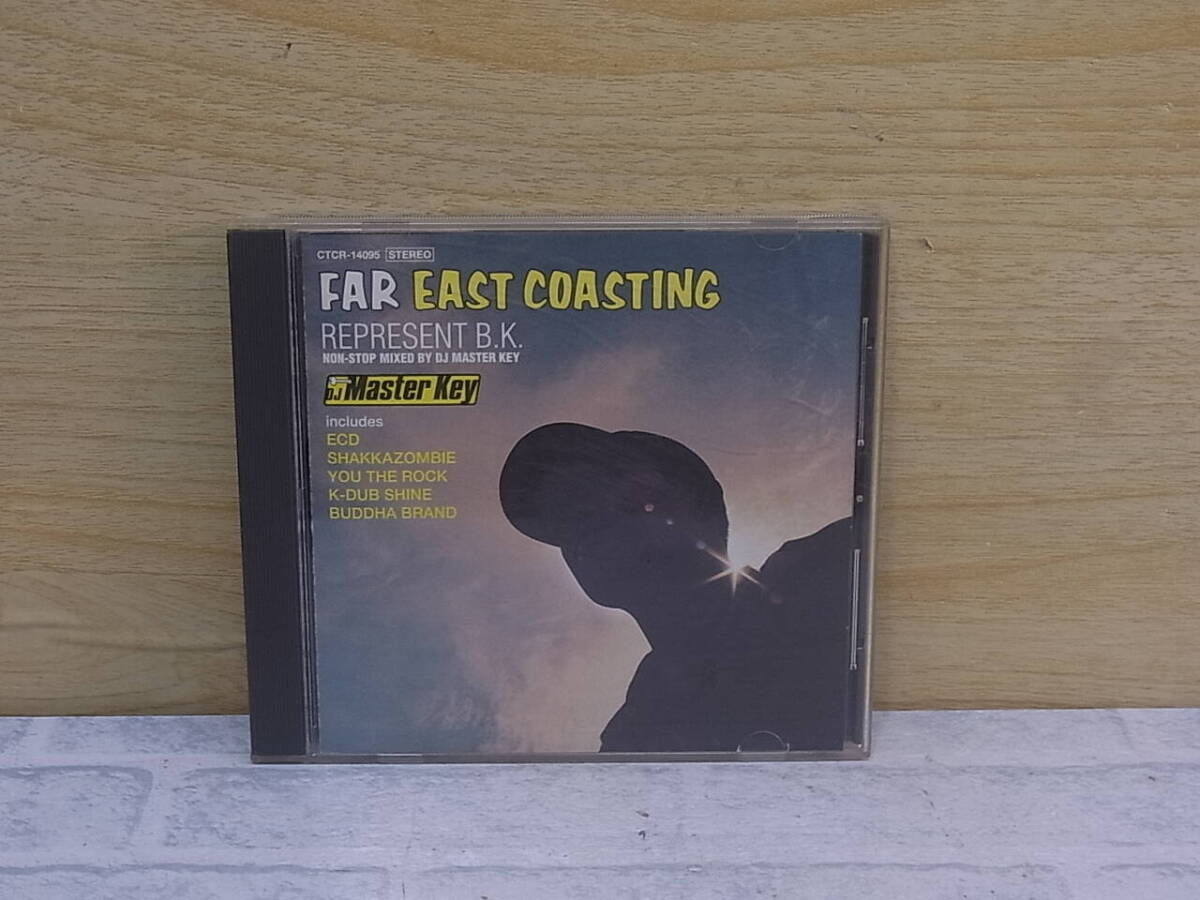 CTCR-14095 STEREO
FAR EAST COASTING
REPRESENT B.K.
NON-STOP MIXED BY DJ MASTER KEY
DJ Master Key
includes
ECD
SHAKKAZOMBIE
YOU THE ROCK
K-DUB SHINE
BUDDHA BRAND